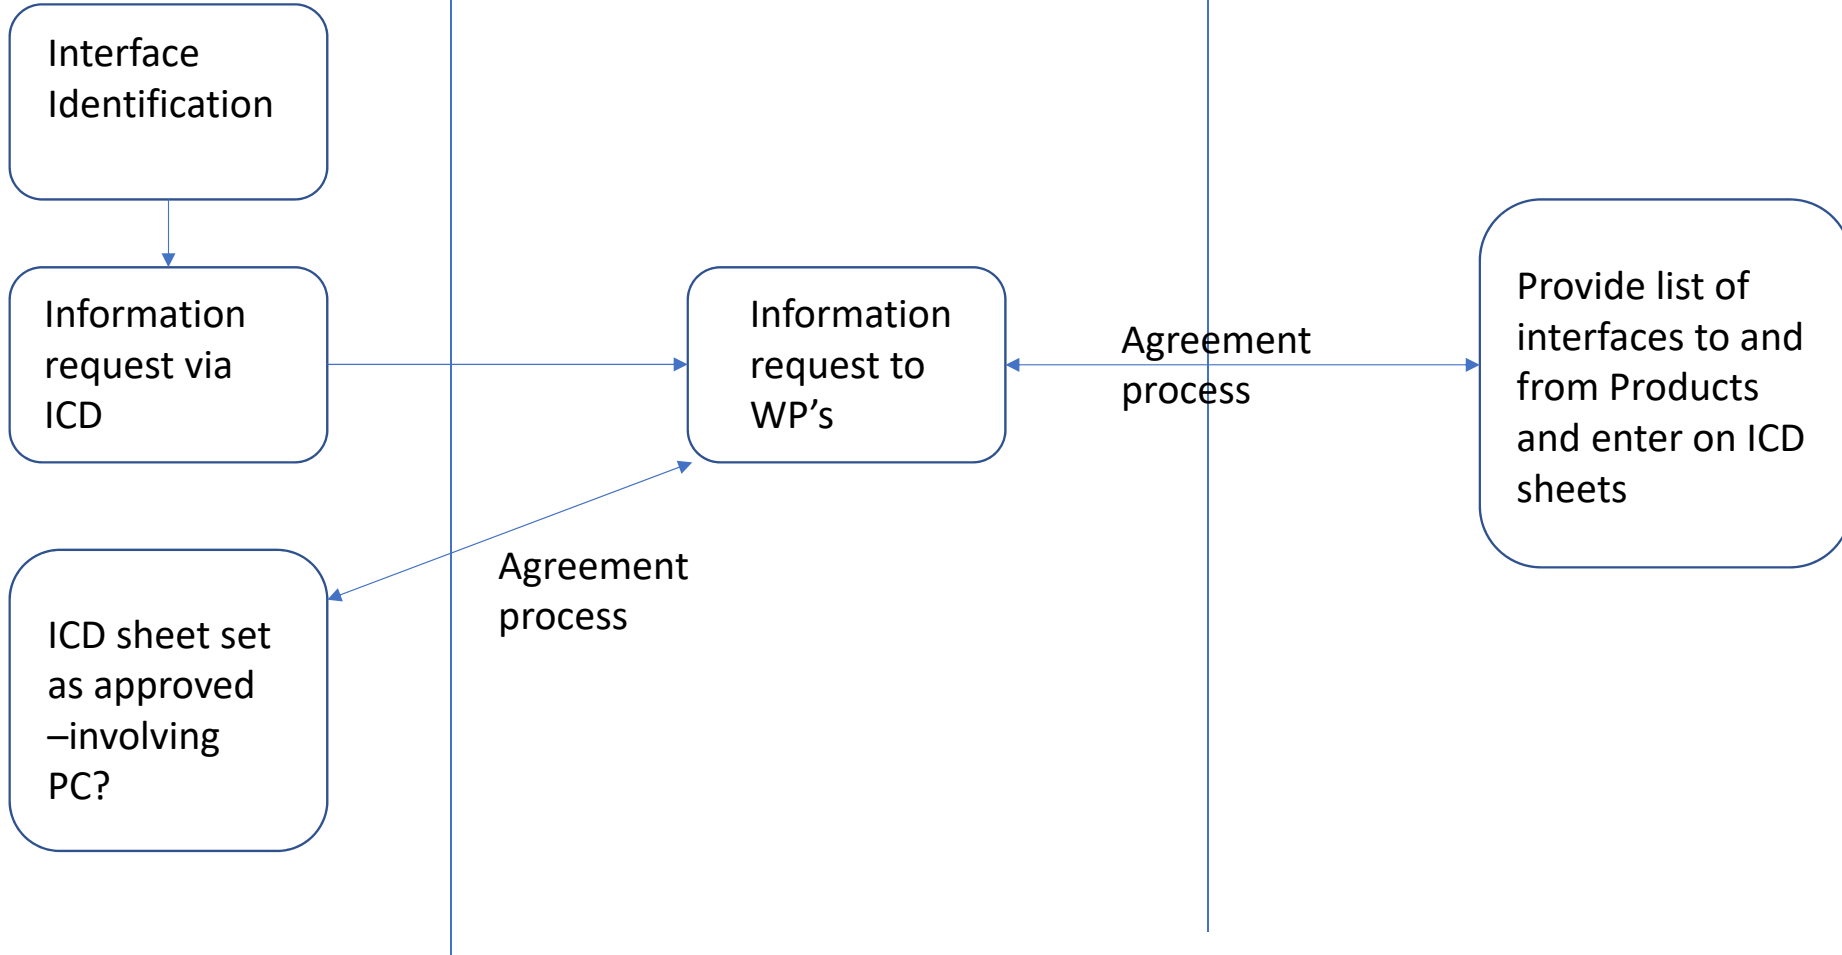 Interface
Identification
Information
request via
ICD
Information
request to
WP’s
Agreement
process
Provide list of
interfaces to and
from Products
and enter on ICD
sheets
Agreement
process
ICD sheet set
as approved
–involving
PC?